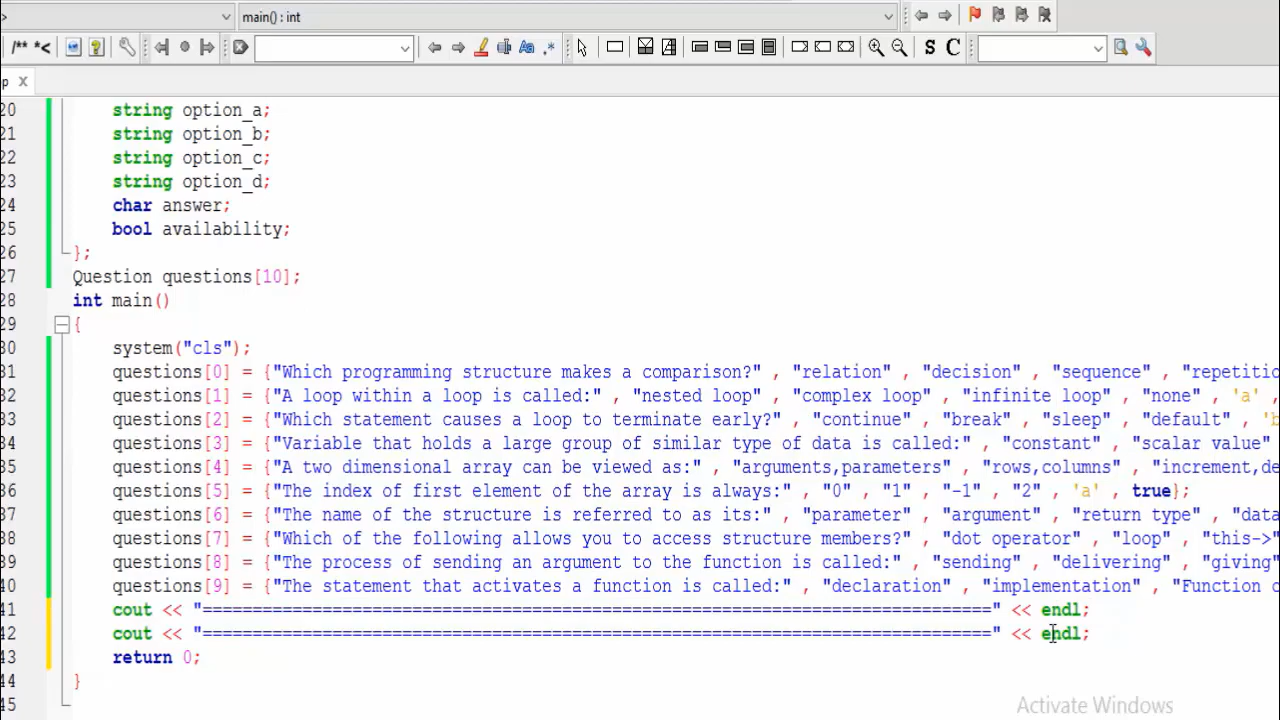 > main() : int
/** *< Aa .* S C
p X
20 string option_a;
21 string option_b;
22 string option_c;
23 string option_d;
24 char answer;
25 bool availability;
26 };
27 Question questions[10];
28 int main()
29 {
30 system("cls");
31 questions[0] = {"Which programming structure makes a comparison?" , "relation" , "decision" , "sequence" , "repetitio
32 questions[1] = {"A loop within a loop is called:" , "nested loop" , "complex loop" , "infinite loop" , "none" , 'a' ,
33 questions[2] = {"Which statement causes a loop to terminate early?" , "continue" , "break" , "sleep" , "default" , 'b
34 questions[3] = {"Variable that holds a large group of similar type of data is called:" , "constant" , "scalar value"
35 questions[4] = {"A two dimensional array can be viewed as:" , "arguments,parameters" , "rows,columns" , "increment,de
36 questions[5] = {"The index of first element of the array is always:" , "0" , "1" , "-1" , "2" , 'a' , true};
37 questions[6] = {"The name of the structure is referred to as its:" , "parameter" , "argument" , "return type" , "data
38 questions[7] = {"Which of the following allows you to access structure members?" , "dot operator" , "loop" , "this->"
39 questions[8] = {"The process of sending an argument to the function is called:" , "sending" , "delivering" , "giving"
40 questions[9] = {"The statement that activates a function is called:" , "declaration" , "implementation" , "Function c
41 cout << "===============================================================================" << endl;
42 cout << "===============================================================================" << endl;
43 return 0;
44 }
45
Activate Windows